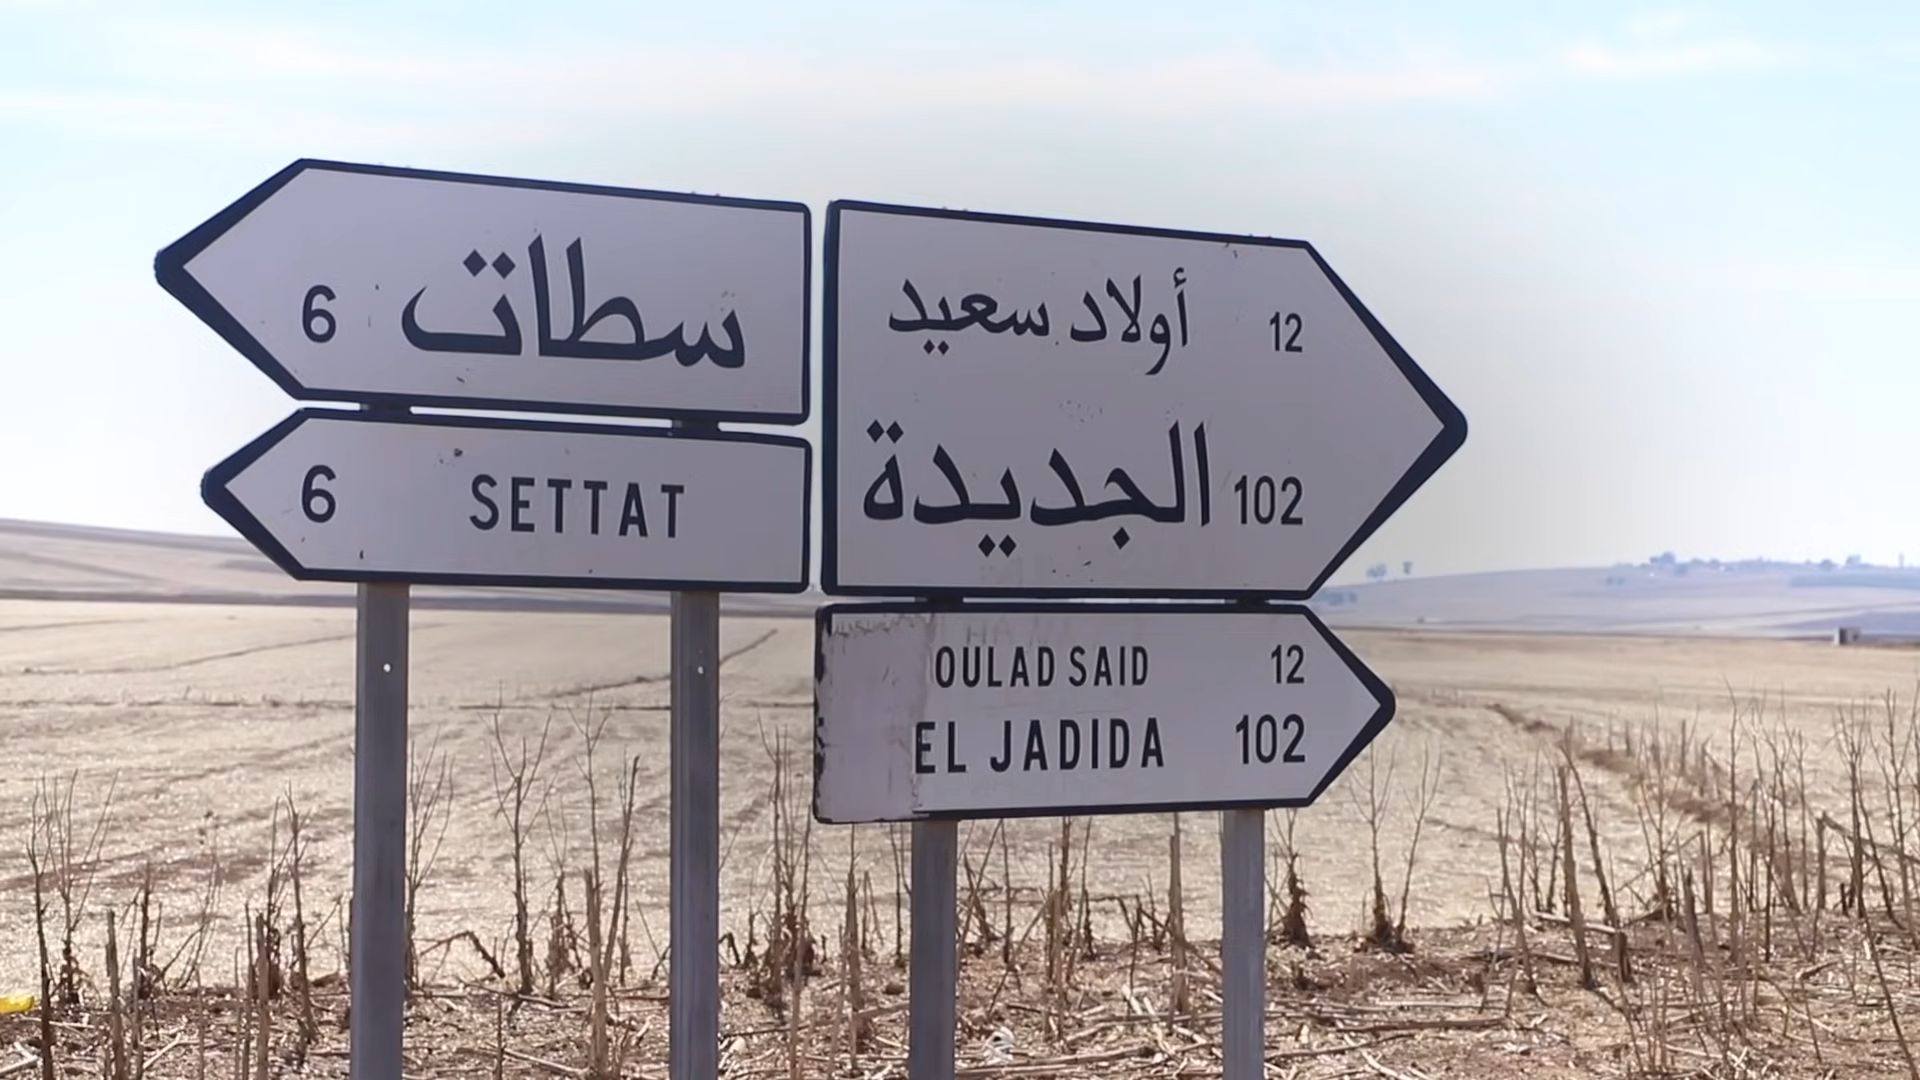 6 سطات
6 SETTAT
أولاد سعيد 12
الجديدة 102
OULAD SAID 12
EL JADIDA 102